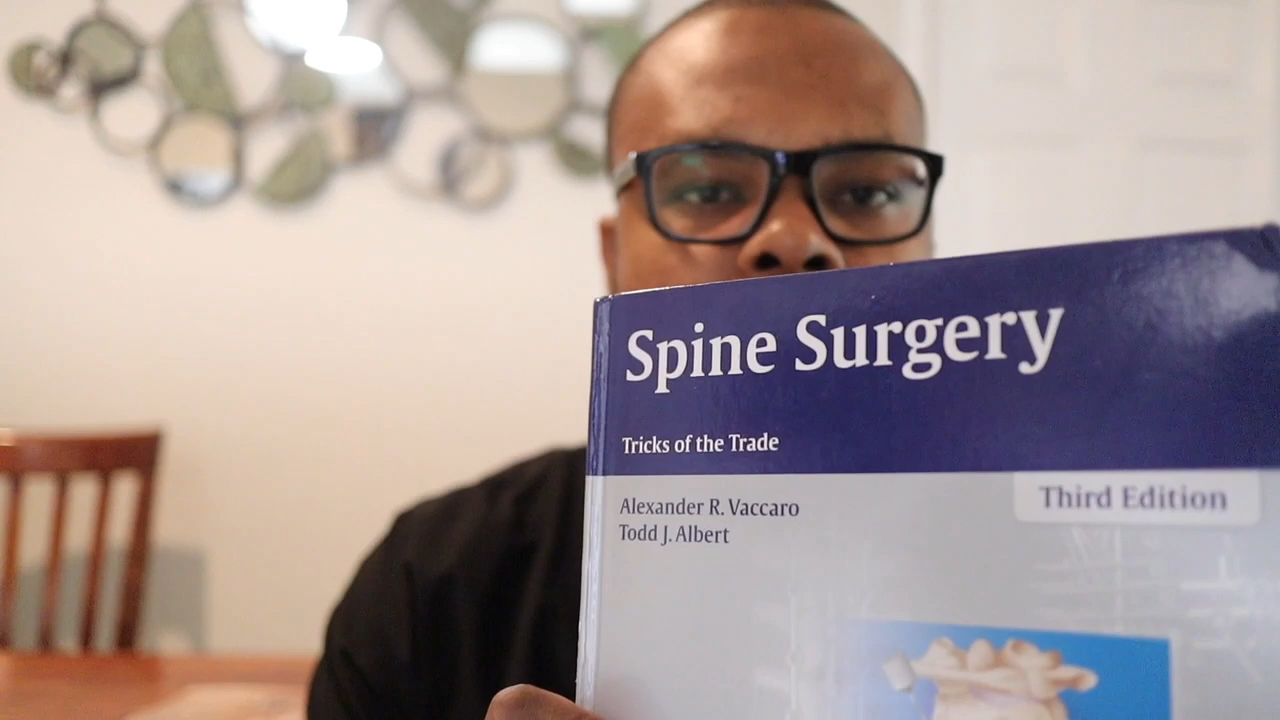 Spine Surgery
Tricks of the Trade
Alexander R. Vaccaro
Todd J. Albert
Third Edition